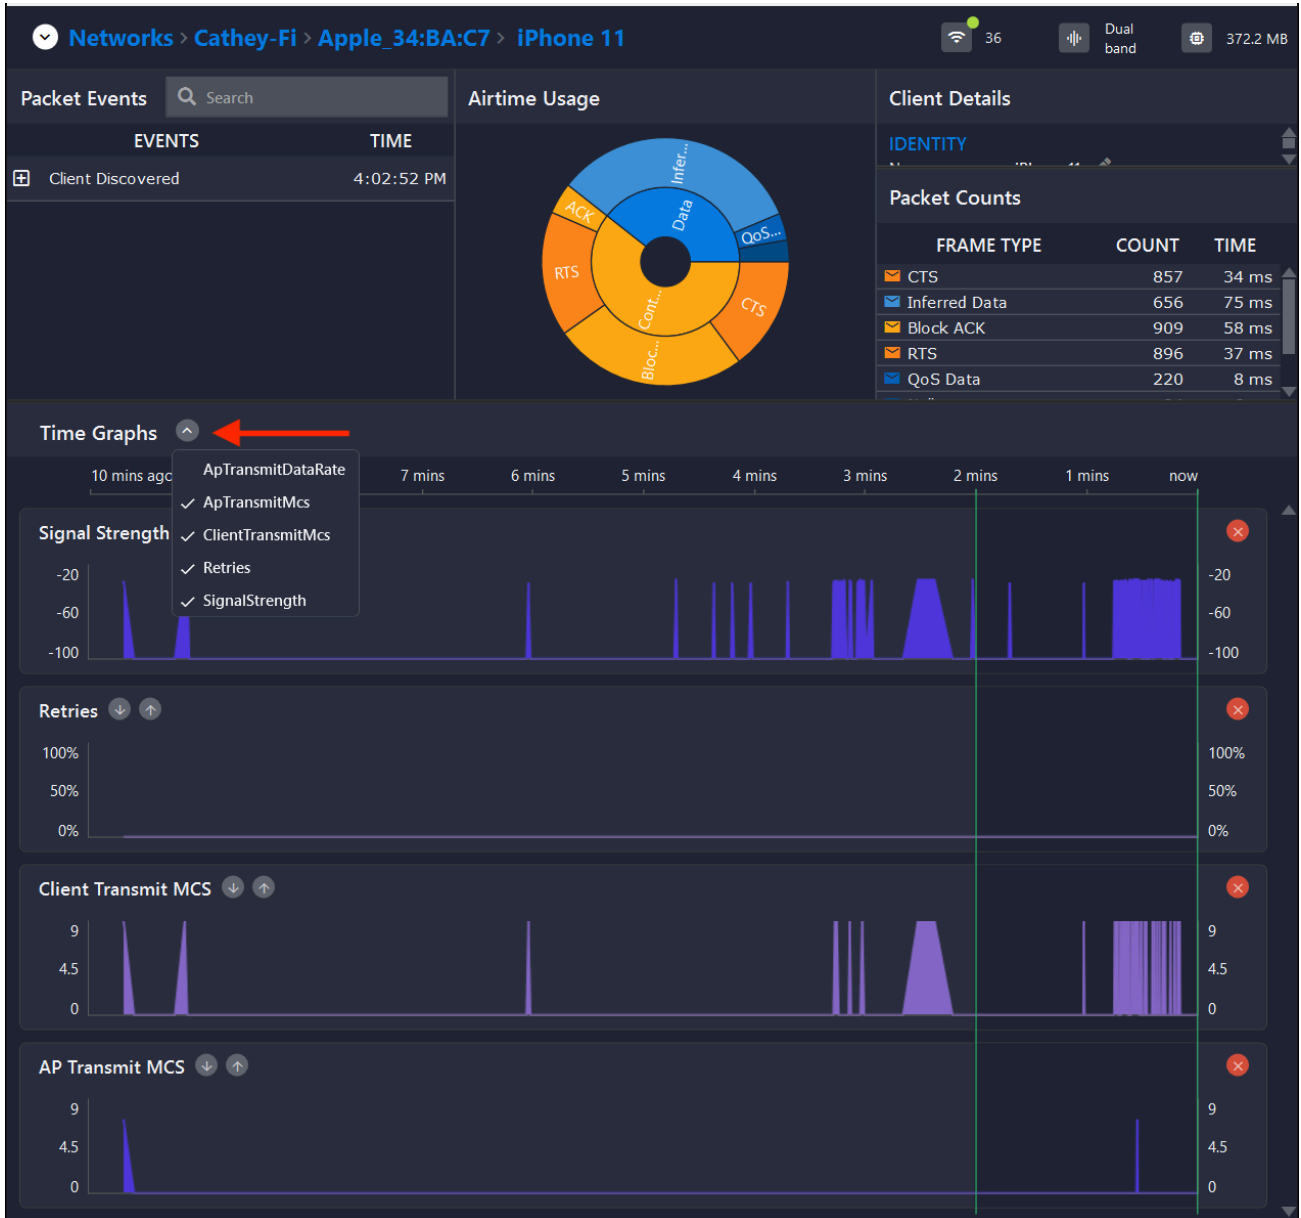 Networks > Cathey-Fi > Apple_34:BA:C7 > iPhone 11
36
Dual band
372.2 MB
Packet Events
Search
EVENTS TIME
Client Discovered 4:02:52 PM
Airtime Usage
Infer...
Data
QoS...
ACK
RTS
Cont...
CTS
Bloc...
Client Details
IDENTITY
Packet Counts
FRAME TYPE COUNT TIME
CTS 857 34 ms
Inferred Data 656 75 ms
Block ACK 909 58 ms
RTS 896 37 ms
QoS Data 220 8 ms
Time Graphs
ApTransmitDataRate
ApTransmitMcs
ClientTransmitMcs
Retries
SignalStrength
10 mins ago 7 mins 6 mins 5 mins 4 mins 3 mins 2 mins 1 mins now
Signal Strength
-20 -20
-60 -60
-100 -100
Retries
100% 100%
50% 50%
0% 0%
Client Transmit MCS
9 9
4.5 4.5
0 0
AP Transmit MCS
9 9
4.5 4.5
0 0